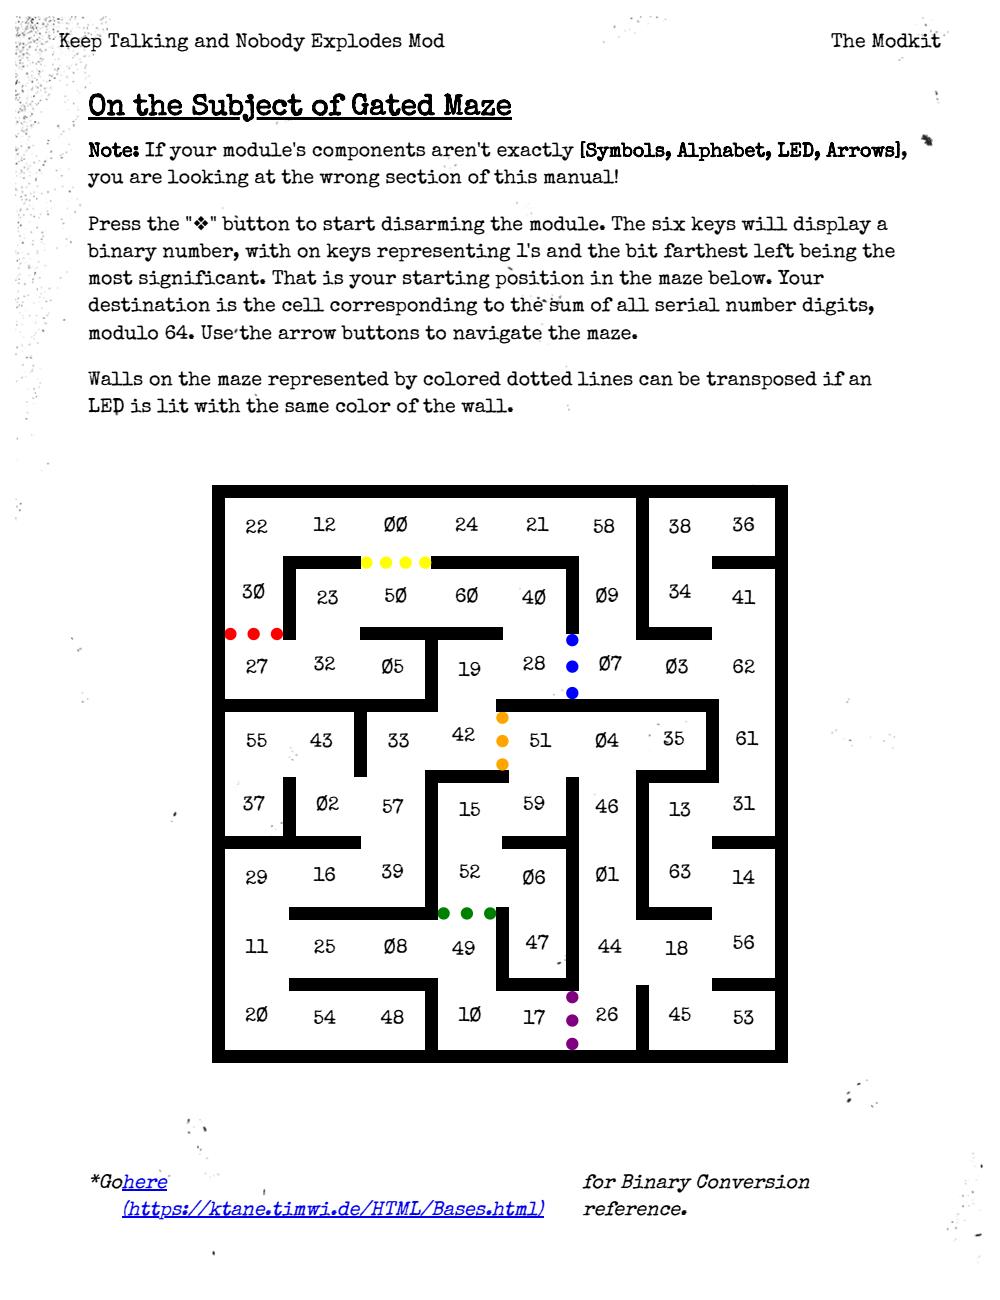 Keep Talking and Nobody Explodes Mod The Modkit
On the Subject of Gated Maze
Note: If your module's components aren't exactly [Symbols, Alphabet, LED, Arrows],
you are looking at the wrong section of this manual!
Press the "❖" button to start disarming the module. The six keys will display a
binary number, with on keys representing 1's and the bit farthest left being the
most significant. That is your starting position in the maze below. Your
destination is the cell corresponding to the sum of all serial number digits,
modulo 64. Use the arrow buttons to navigate the maze.
Walls on the maze represented by colored dotted lines can be transposed if an
LED is lit with the same color of the wall.
22 12 00 24 21 58 38 36
30 23 50 60 40 09 34 41
27 32 05 19 28 07 03 62
55 43 33 42 51 04 35 61
37 02 57 15 59 46 13 31
29 16 39 52 06 01 63 14
11 25 08 49 47 44 18 56
20 54 48 10 17 26 45 53
*Go here for Binary Conversion
(https://ktane.timwi.de/HTML/Bases.html) reference.